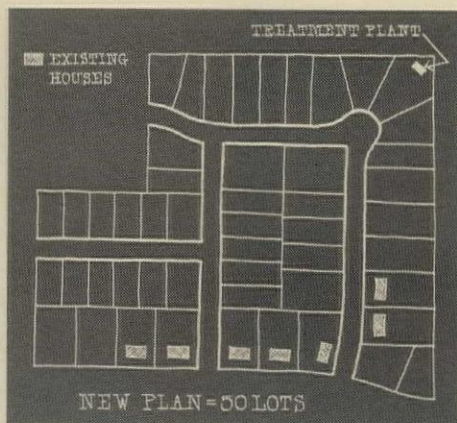 TREATMENT PLANT
EXISTING
HOUSES
NEW PLAN = 50 LOTS